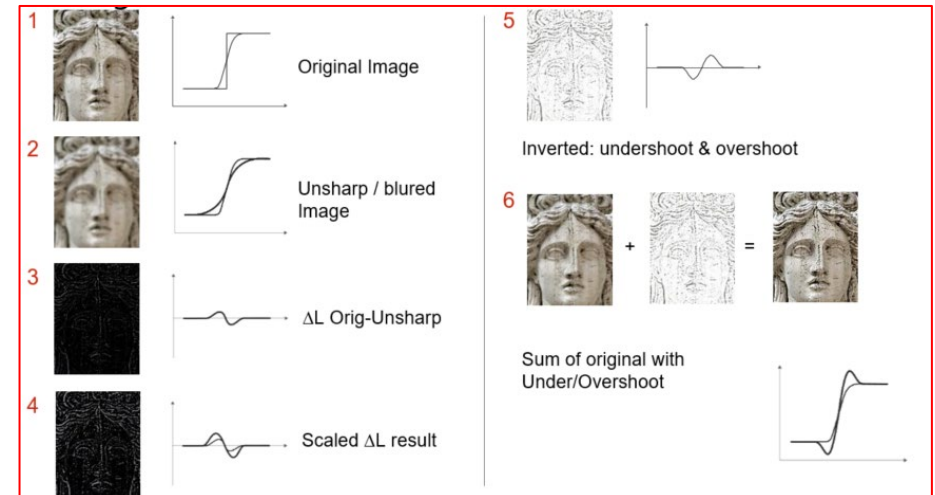 1
Original Image
2
Unsharp / blured
Image
3
ΔL Orig-Unsharp
4
Scaled ΔL result
5
Inverted: undershoot & overshoot
6
+
=
Sum of original with
Under/Overshoot